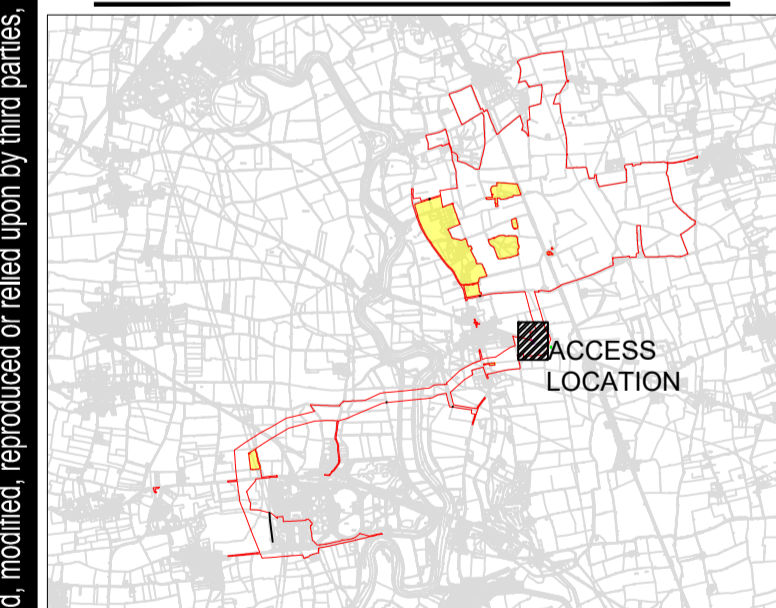 d, modified, reproduced or relied upon by third parties,
ACCESS
LOCATION